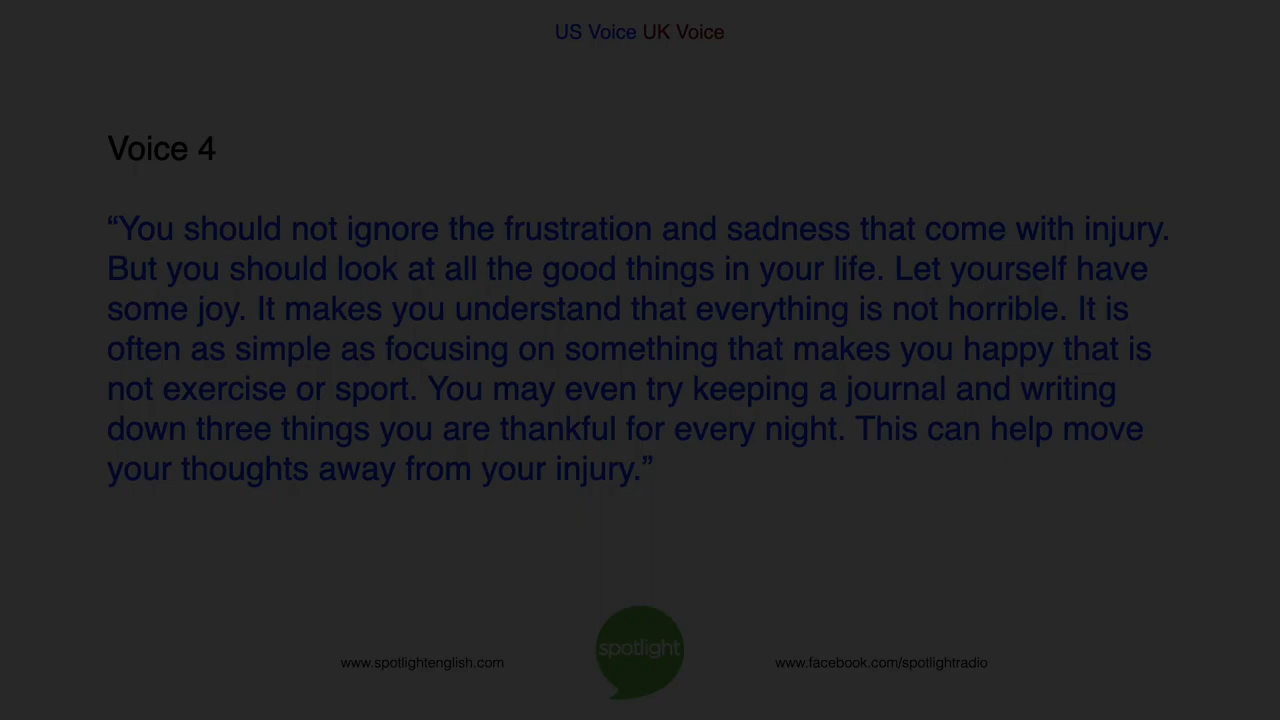 US Voice UK Voice
Voice 4
“You should not ignore the frustration and sadness that come with injury.
But you should look at all the good things in your life. Let yourself have
some joy. It makes you understand that everything is not horrible. It is
often as simple as focusing on something that makes you happy that is
not exercise or sport. You may even try keeping a journal and writing
down three things you are thankful for every night. This can help move
your thoughts away from your injury.”
spotlight
www.spotlightenglish.com
www.facebook.com/spotlightradio